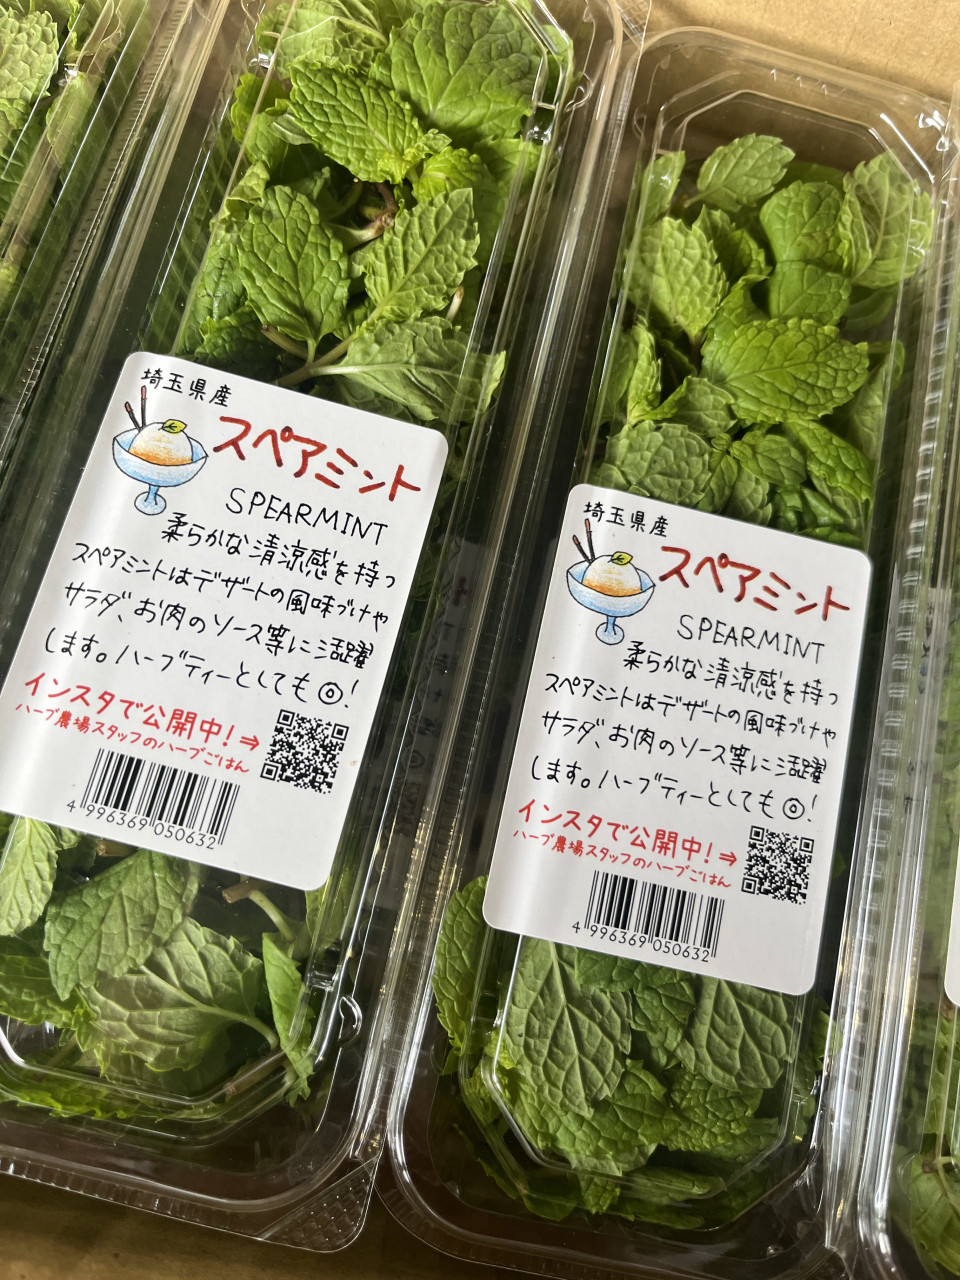 埼玉県産
スペアミント
SPEARMINT
柔らかな清涼感を持つ
スペアミントはデザートの風味づけや
サラダ、お肉のソース等に活躍
します。ハーブティーとしても◎!
インスタで公開中!⇒
ハーブ農場スタッフのハーブごはん
4 996369 050632
埼玉県産
スペアミント
SPEARMINT
柔らかな清涼感を持つ
スペアミントはデザートの風味づけや
サラダ、お肉のソース等に活躍
します。ハーブティーとしても◎!
インスタで公開中!⇒
ハーブ農場スタッフのハーブごはん
4 996369 050632